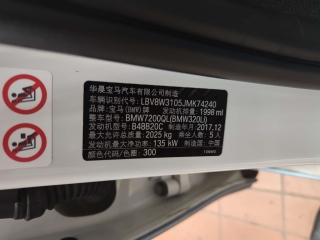 华晨宝马汽车有限公司制造
车辆识别代号: LBV8W3105JMK74240
品牌: 宝马(BMW)牌 发动机排量: 1998 ml
整车型号: BMW7200QL(BMW320Li)
发动机型号: B48B20C 制造年月: 2017.12
最大允许总质量: 2025 kg 乘坐人数: 5 人
发动机最大净功率: 135 kW 制造国: 中国
颜色代码/色彩: 300